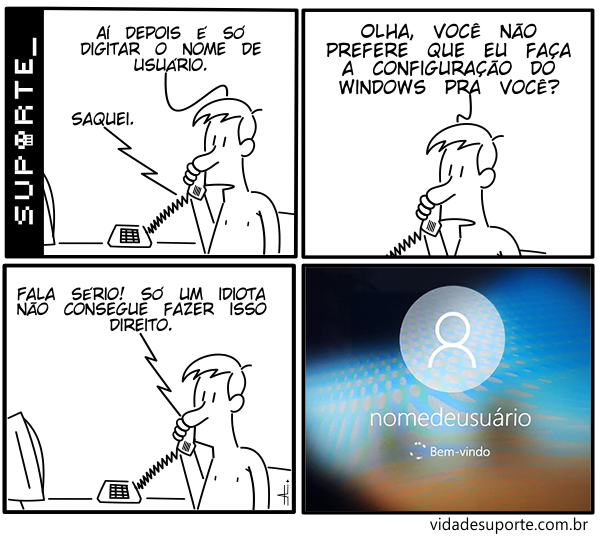 SUPORTE_
AÍ DEPOIS É SÓ
DIGITAR O NOME DE
USUÁRIO.
SAQUEI.
OLHA, VOCÊ NÃO
PREFERE QUE EU FAÇA
A CONFIGURAÇÃO DO
WINDOWS PRA VOCÊ?
FALA SÉRIO! SÓ UM IDIOTA
NÃO CONSEGUE FAZER ISSO
DIREITO.
nomedeusuário
Bem-vindo
vidadesuporte.com.br